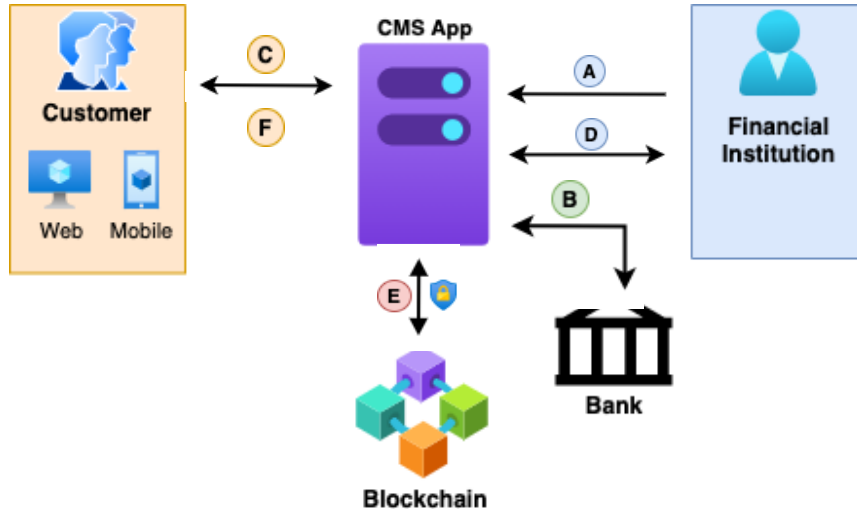 CMS App
C
A
Customer
F
D
Financial
Institution
B
Web
Mobile
E
Bank
Blockchain